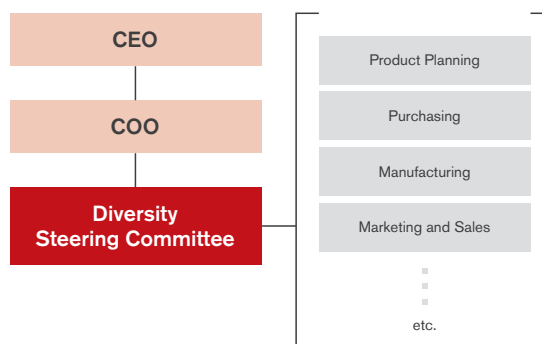 CEO
COO
Diversity
Steering Committee
Product Planning
Purchasing
Manufacturing
Marketing and Sales
etc.